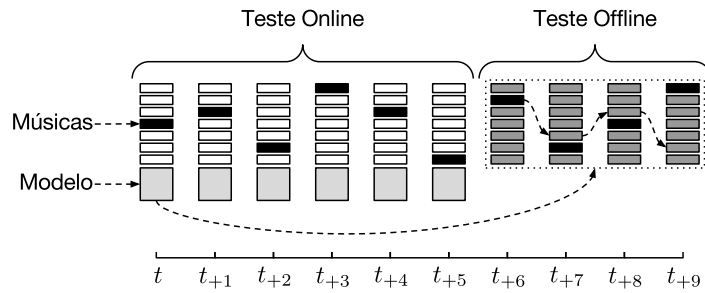 Teste Online Teste Offline
Músicas
Modelo
t t+1 t+2 t+3 t+4 t+5 t+6 t+7 t+8 t+9